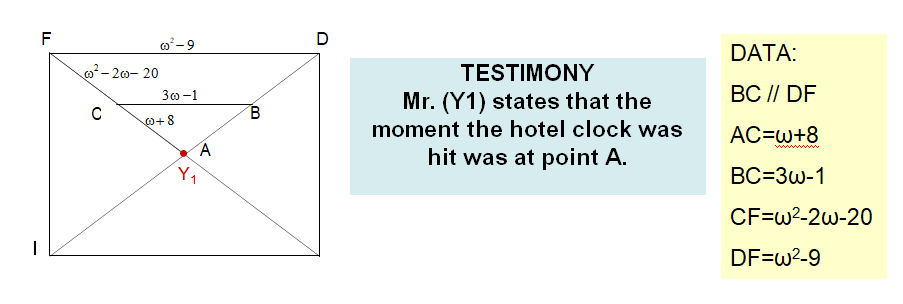 F
D
ω²−9
ω²−2ω−20
3ω−1
C
B
ω+8
A
Y₁
I
TESTIMONY
Mr. (Y1) states that the
moment the hotel clock was
hit was at point A.
DATA:
BC // DF
AC=ω+8
BC=3ω-1
CF=ω²-2ω-20
DF=ω²-9